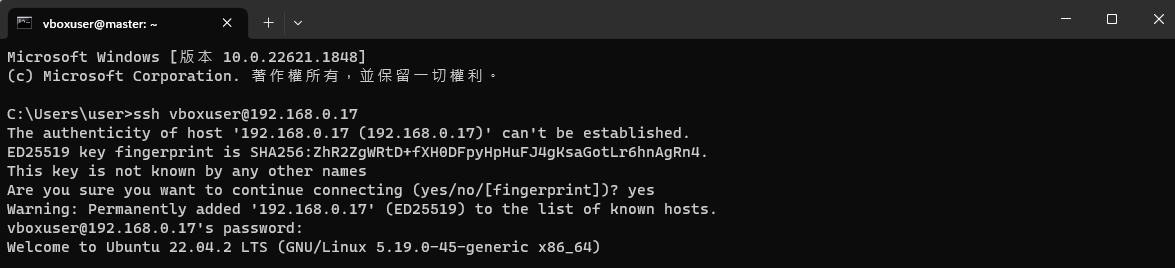 vboxuser@master: ~
Microsoft Windows [版本 10.0.22621.1848]
(c) Microsoft Corporation. 著作權所有，並保留一切權利。
C:\Users\user>ssh vboxuser@192.168.0.17
The authenticity of host '192.168.0.17 (192.168.0.17)' can't be established.
ED25519 key fingerprint is SHA256:ZhR2ZgWRtD+fXH0DFpyHpHuFJ4gKsaGotLr6hnAgRn4.
This key is not known by any other names
Are you sure you want to continue connecting (yes/no/[fingerprint])? yes
Warning: Permanently added '192.168.0.17' (ED25519) to the list of known hosts.
vboxuser@192.168.0.17's password:
Welcome to Ubuntu 22.04.2 LTS (GNU/Linux 5.19.0-45-generic x86_64)